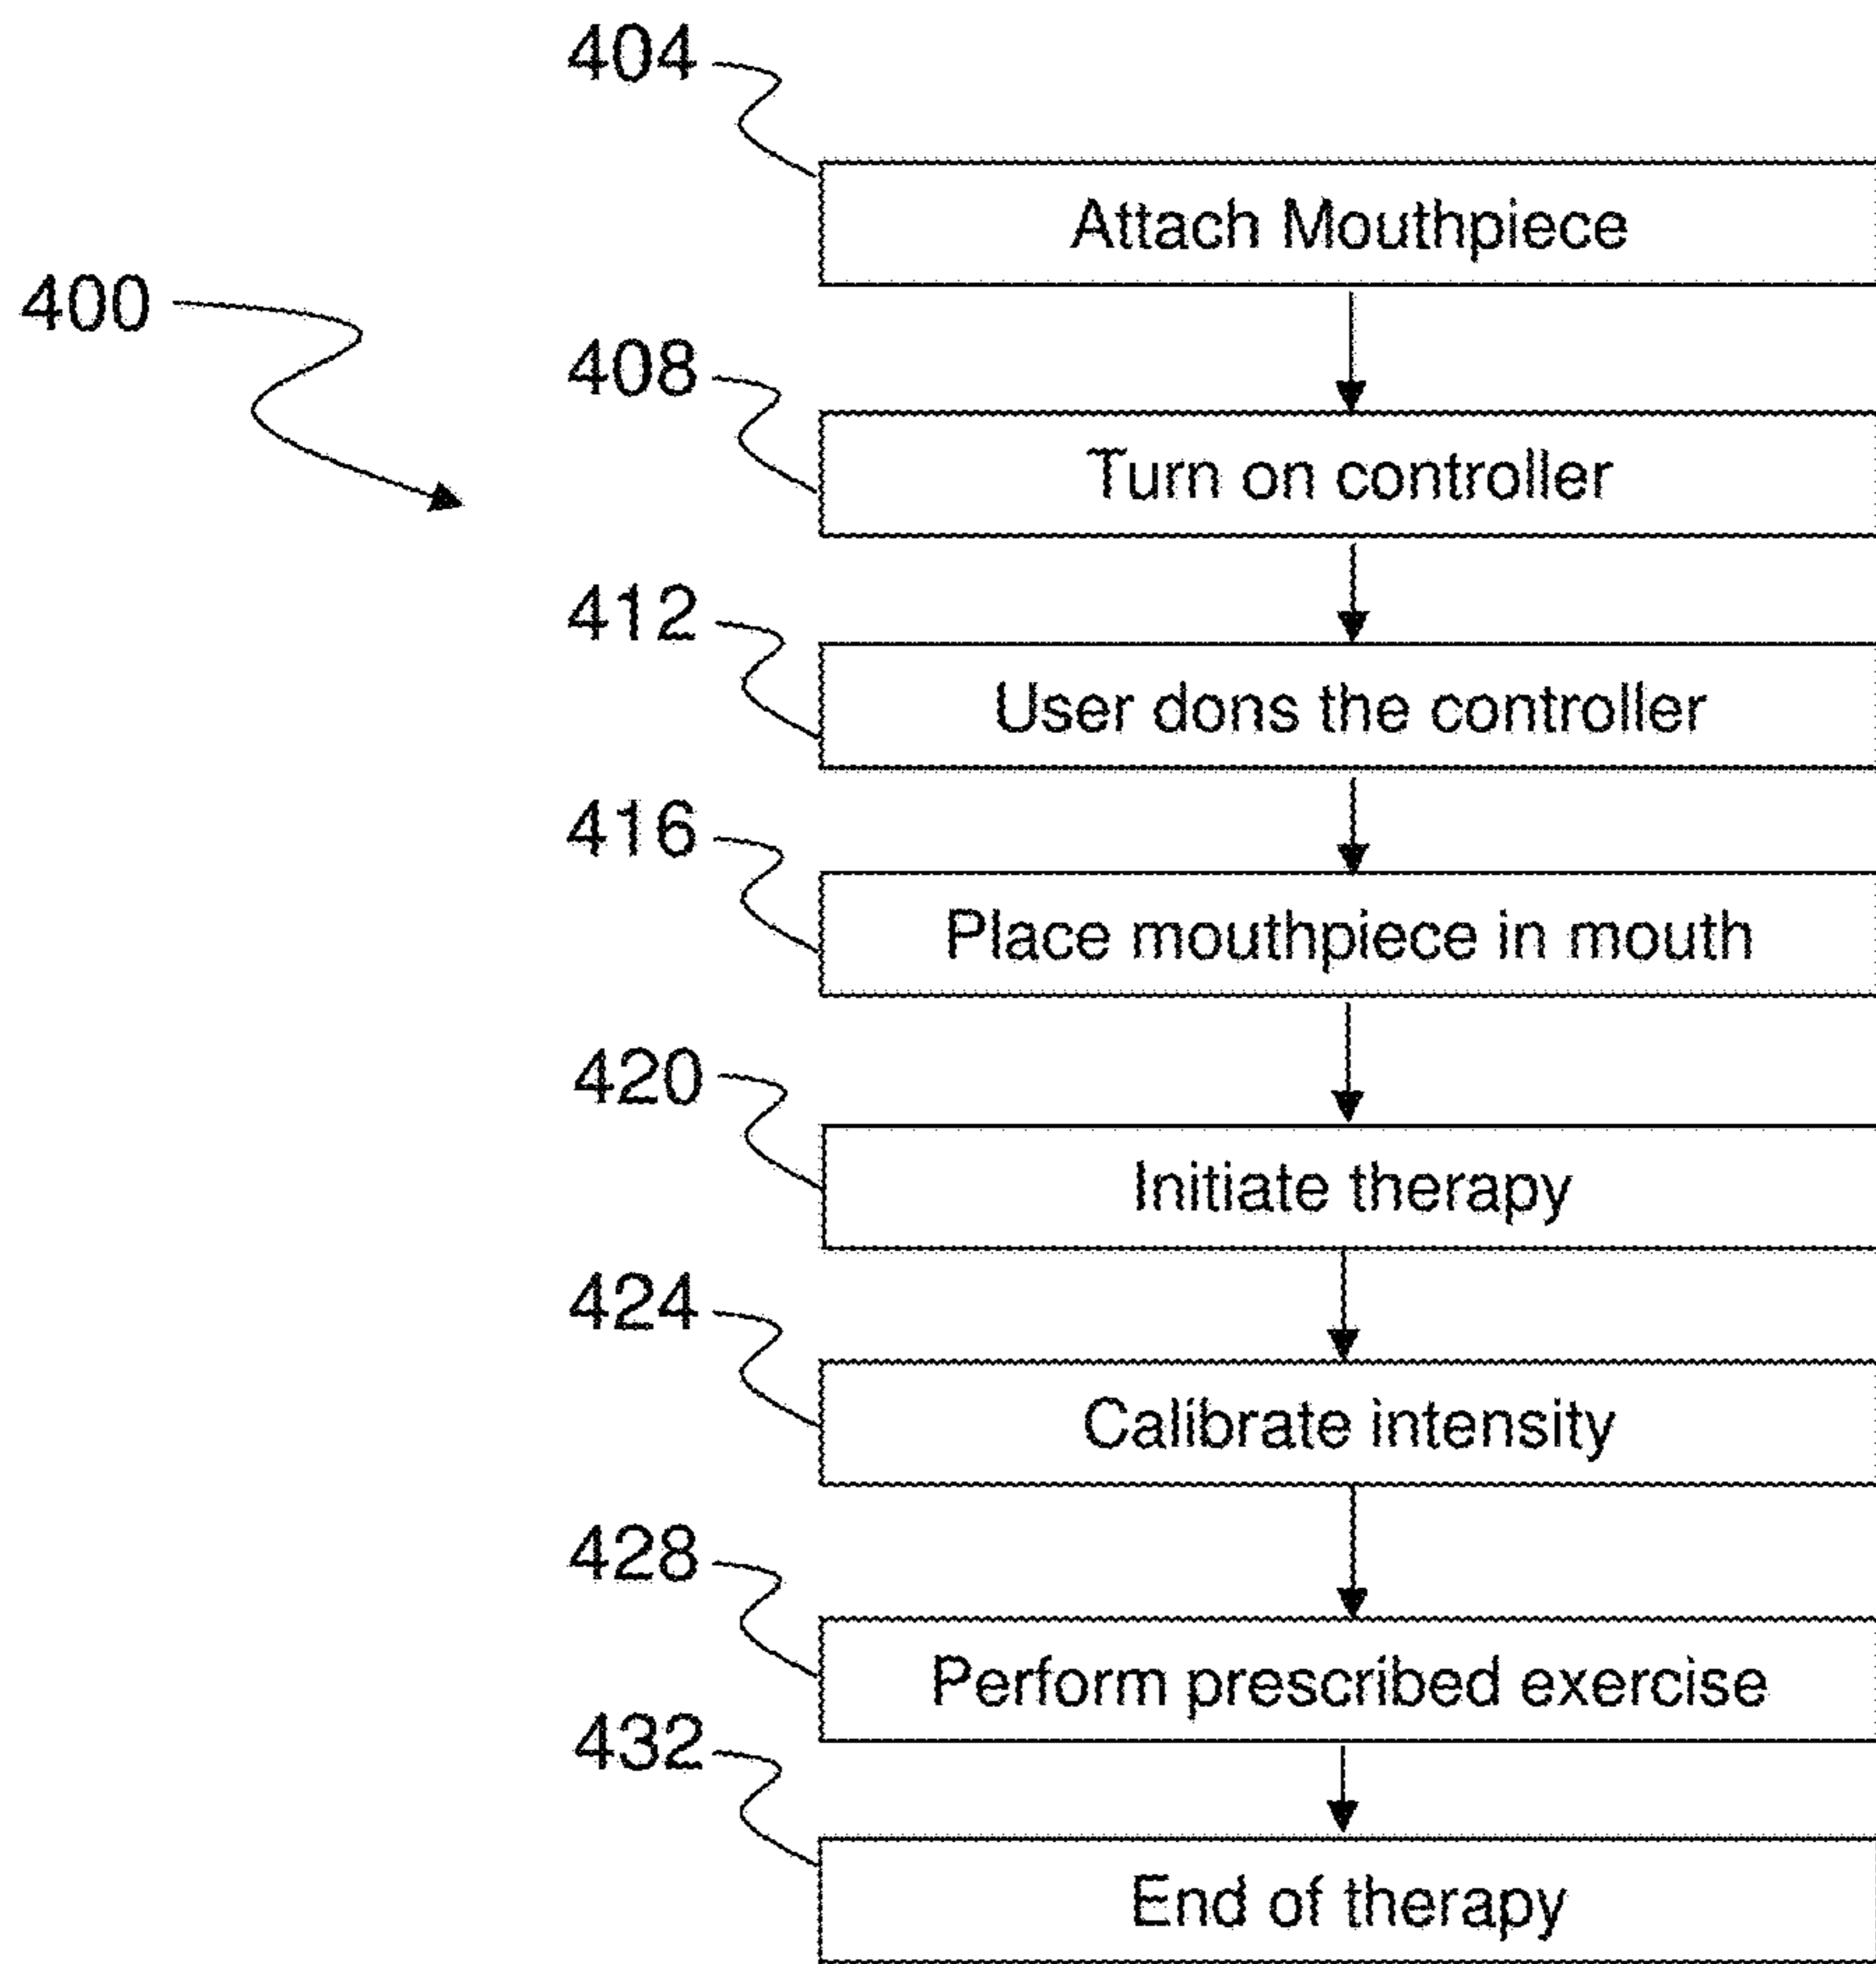 404
Attach Mouthpiece
400
408
Turn on controller
412
User dons the controller
416
Place mouthpiece in mouth
420
Initiate therapy
424
Calibrate intensity
428
Perform prescribed exercise
432
End of therapy